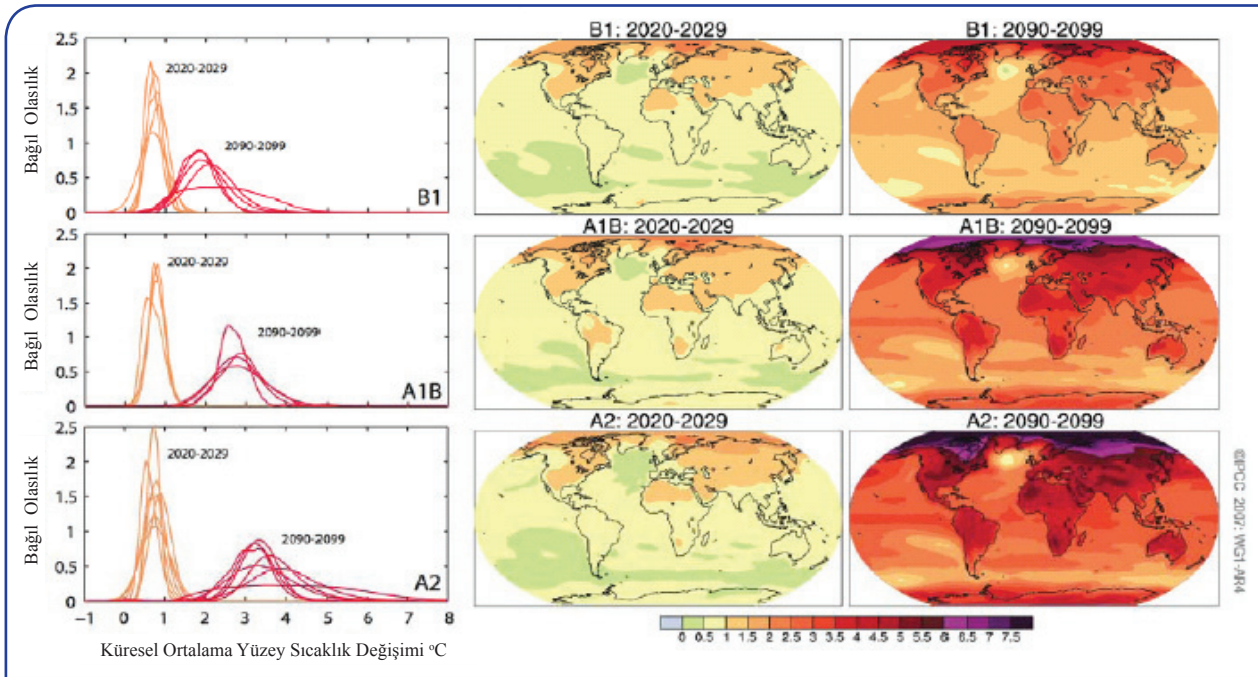 B1: 2020-2029
B1: 2090-2099
Bağıl Olasılık
2.5
2
1.5
1
0.5
0
2020-2029
2090-2099
B1
A1B: 2020-2029
A1B: 2090-2099
Bağıl Olasılık
2.5
2
1.5
1
0.5
0
2020-2029
2090-2099
A1B
A2: 2020-2029
A2: 2090-2099
Bağıl Olasılık
2.5
2
1.5
1
0.5
0
2020-2029
2090-2099
A2
-1 0 1 2 3 4 5 6 7 8
Küresel Ortalama Yüzey Sıcaklık Değişimi °C
0 0.5 1 1.5 2 2.5 3 3.5 4 4.5 5 5.5 6 6.5 7 7.5
©IPCC 2007: WG1-AR4